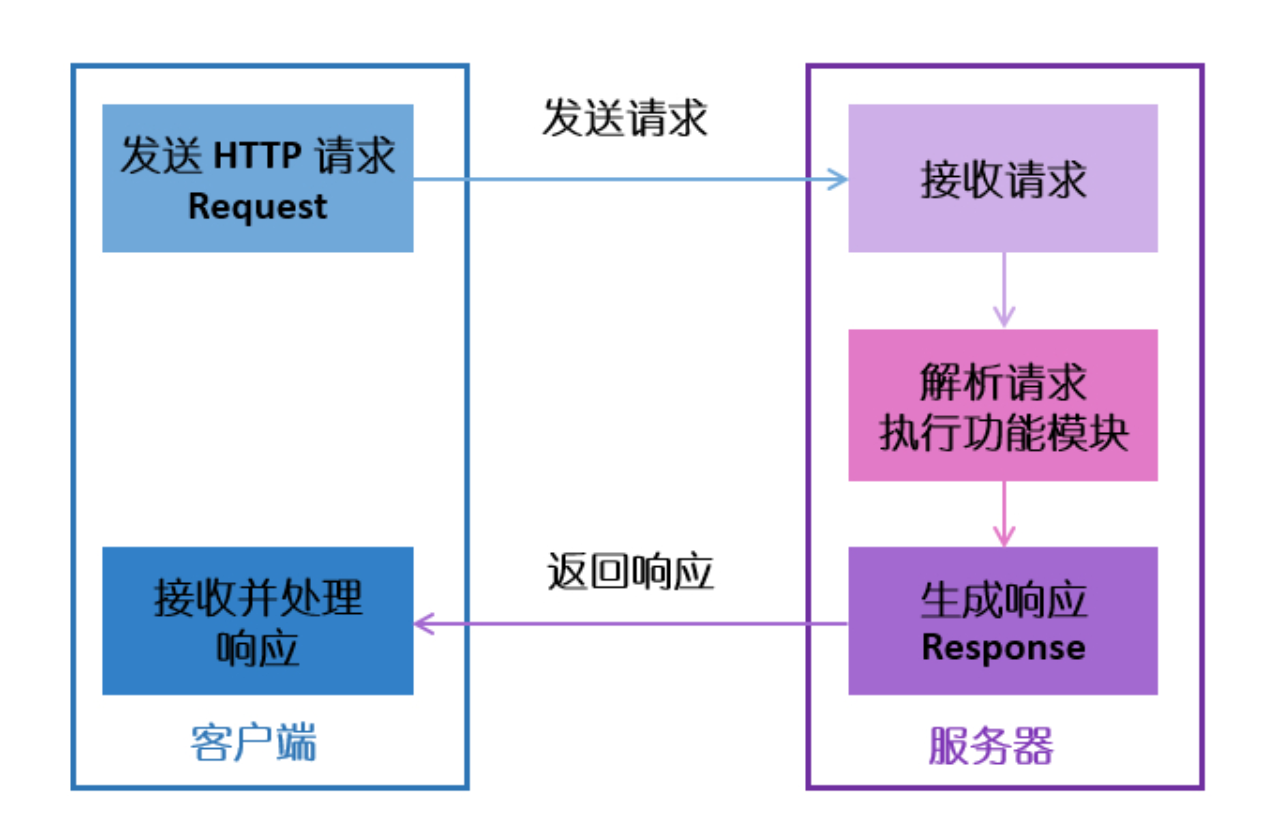 发送 HTTP 请求
Request
发送请求
接收请求
解析请求
执行功能模块
生成响应
Response
返回响应
接收并处理
响应
客户端
服务器